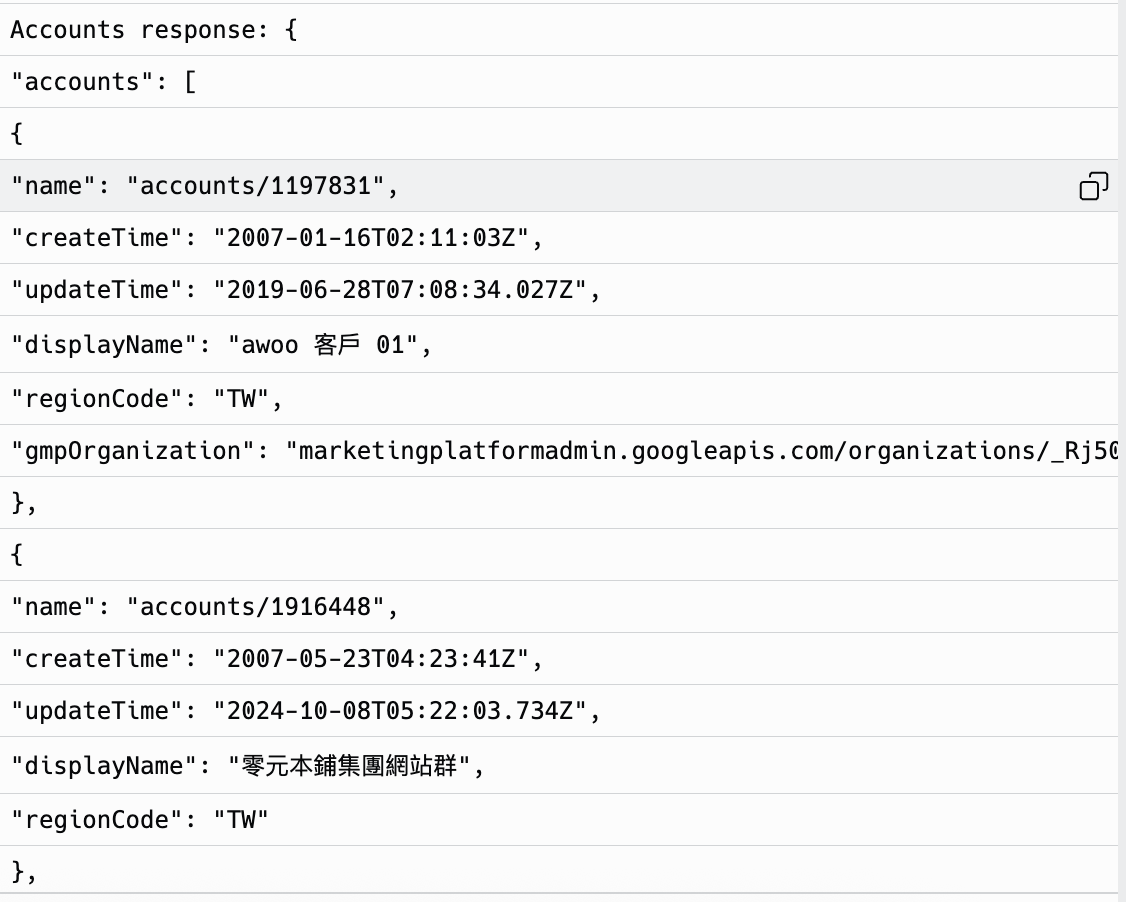 Accounts response: {
"accounts": [
{
"name": "accounts/1197831",
"createTime": "2007-01-16T02:11:03Z",
"updateTime": "2019-06-28T07:08:34.027Z",
"displayName": "awoo 客戶 01",
"regionCode": "TW",
"gmpOrganization": "marketingplatformadmin.googleapis.com/organizations/_Rj50
},
{
"name": "accounts/1916448",
"createTime": "2007-05-23T04:23:41Z",
"updateTime": "2024-10-08T05:22:03.734Z",
"displayName": "零元本鋪集團網站群",
"regionCode": "TW"
},